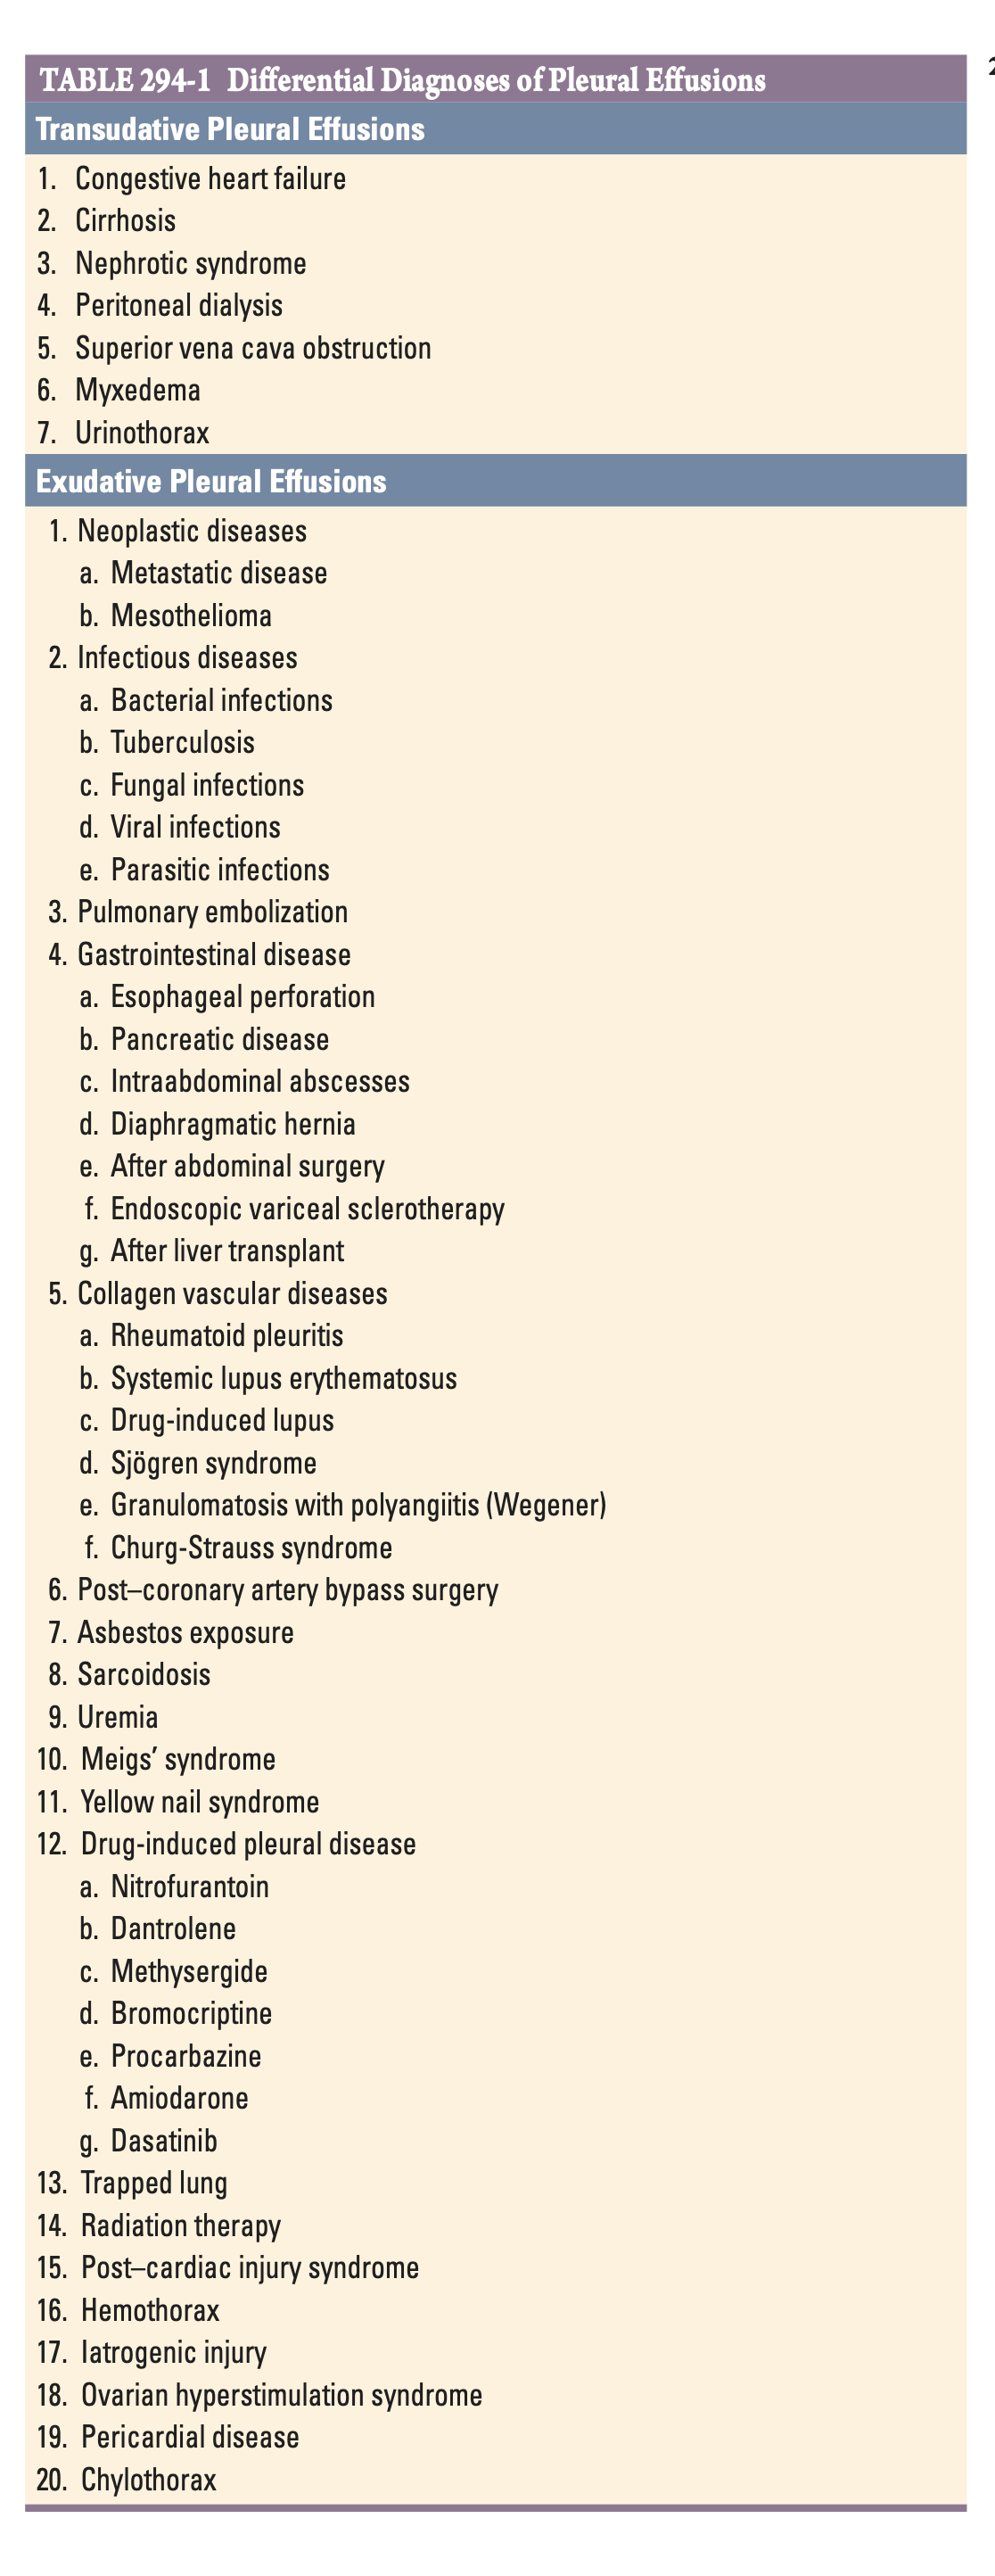 TABLE 294-1 Differential Diagnoses of Pleural Effusions
2
Transudative Pleural Effusions
1. Congestive heart failure
2. Cirrhosis
3. Nephrotic syndrome
4. Peritoneal dialysis
5. Superior vena cava obstruction
6. Myxedema
7. Urinothorax
Exudative Pleural Effusions
1. Neoplastic diseases
a. Metastatic disease
b. Mesothelioma
2. Infectious diseases
a. Bacterial infections
b. Tuberculosis
c. Fungal infections
d. Viral infections
e. Parasitic infections
3. Pulmonary embolization
4. Gastrointestinal disease
a. Esophageal perforation
b. Pancreatic disease
c. Intraabdominal abscesses
d. Diaphragmatic hernia
e. After abdominal surgery
f. Endoscopic variceal sclerotherapy
g. After liver transplant
5. Collagen vascular diseases
a. Rheumatoid pleuritis
b. Systemic lupus erythematosus
c. Drug-induced lupus
d. Sjögren syndrome
e. Granulomatosis with polyangiitis (Wegener)
f. Churg-Strauss syndrome
6. Post–coronary artery bypass surgery
7. Asbestos exposure
8. Sarcoidosis
9. Uremia
10. Meigs’ syndrome
11. Yellow nail syndrome
12. Drug-induced pleural disease
a. Nitrofurantoin
b. Dantrolene
c. Methysergide
d. Bromocriptine
e. Procarbazine
f. Amiodarone
g. Dasatinib
13. Trapped lung
14. Radiation therapy
15. Post–cardiac injury syndrome
16. Hemothorax
17. Iatrogenic injury
18. Ovarian hyperstimulation syndrome
19. Pericardial disease
20. Chylothorax